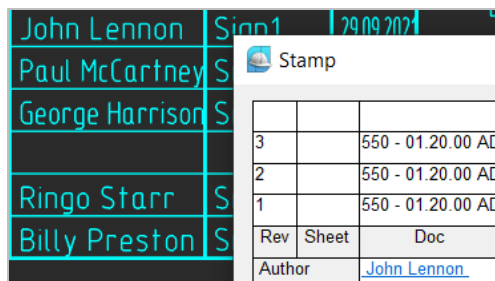 John Lennon Sign1 29.09.2021
Paul McCartney S
George Harrison S
Ringo Starr S
Billy Preston S
Stamp
3 550 - 01.20.00 AD
2 550 - 01.20.00 AD
1 550 - 01.20.00 AD
Rev Sheet Doc
Author John Lennon